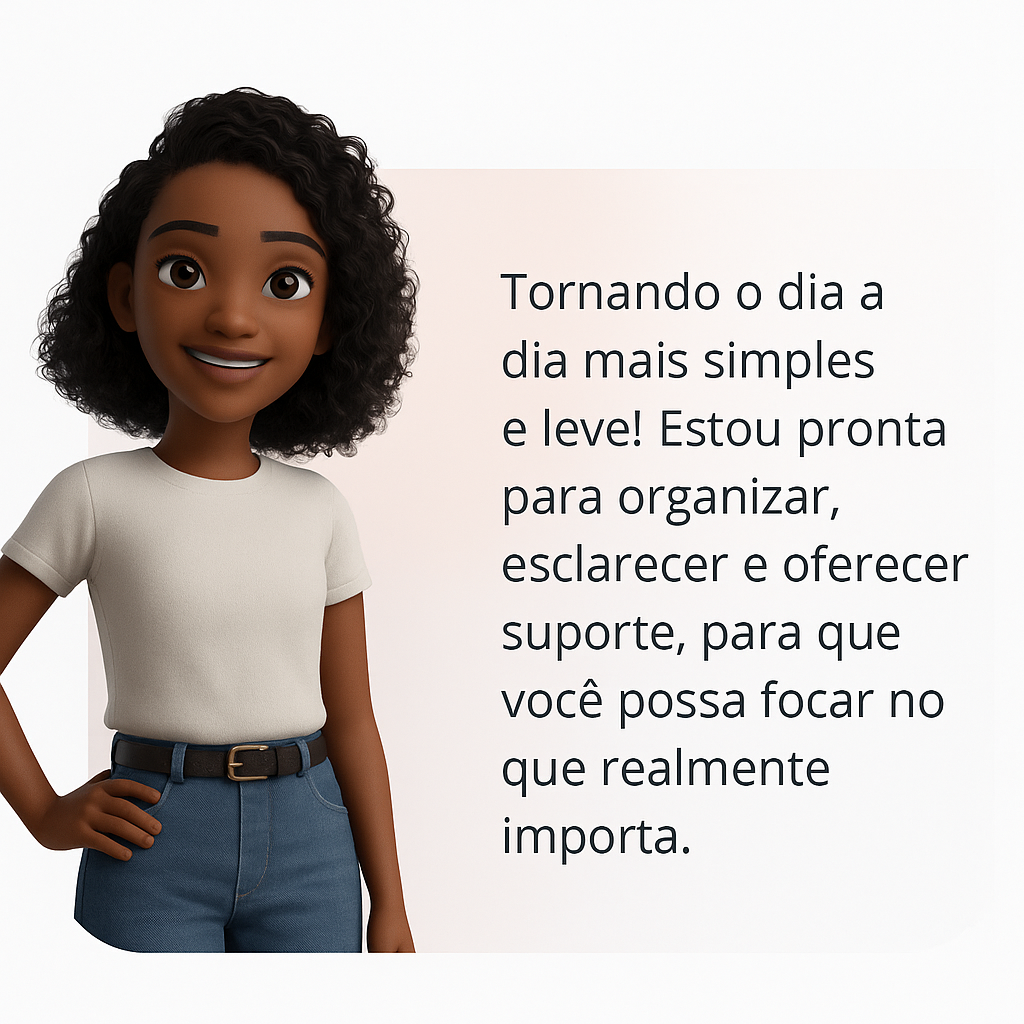 Tornando o dia a
dia mais simples
e leve! Estou pronta
para organizar,
esclarecer e oferecer
suporte, para que
você possa focar no
que realmente
importa.